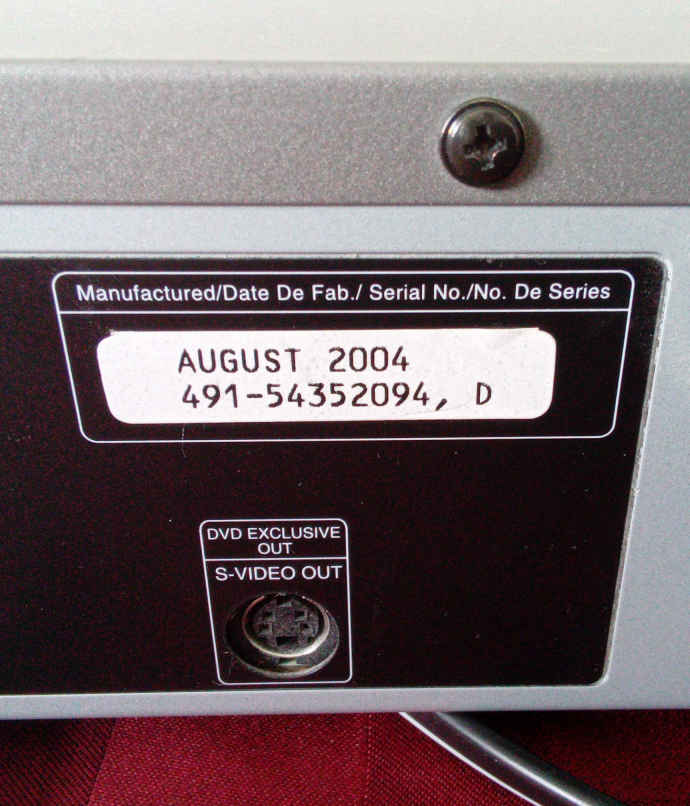 Manufactured/Date De Fab./ Serial No./No. De Series
AUGUST 2004
491-54352094, D
DVD EXCLUSIVE
OUT
S-VIDEO OUT